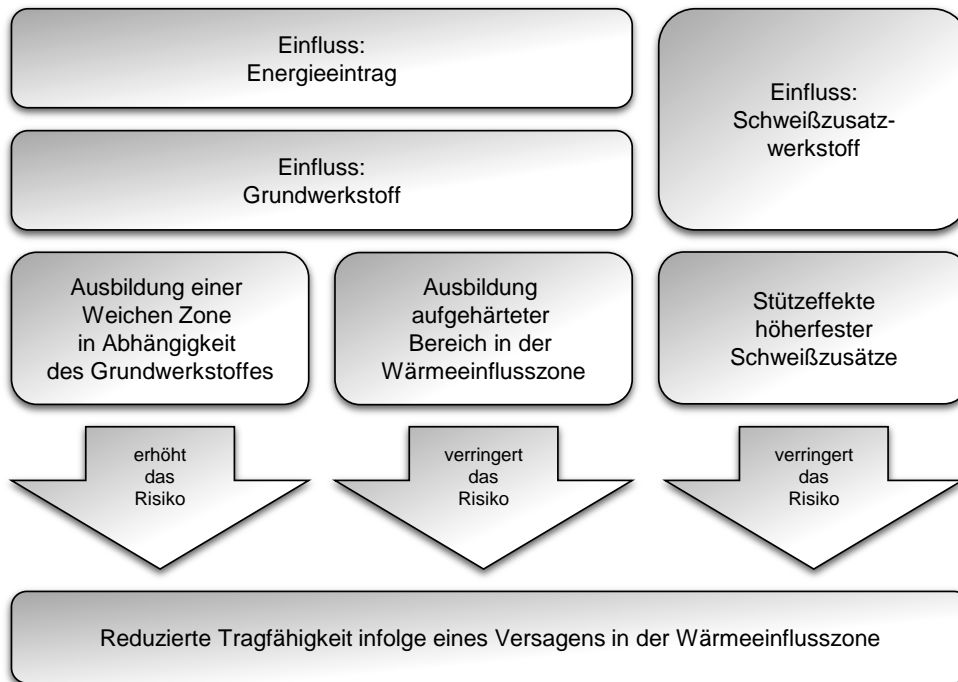 Einfluss:
Energieeintrag
Einfluss:
Schweißzusatz-
werkstoff
Einfluss:
Grundwerkstoff
Ausbildung einer
Weichen Zone
in Abhängigkeit
des Grundwerkstoffes
Ausbildung
aufgehärteter
Bereich in der
Wärmeeinflusszone
Stützeffekte
höherfester
Schweißzusätze
erhöht
das
Risiko
verringert
das
Risiko
verringert
das
Risiko
Reduzierte Tragfähigkeit infolge eines Versagens in der Wärmeeinflusszone